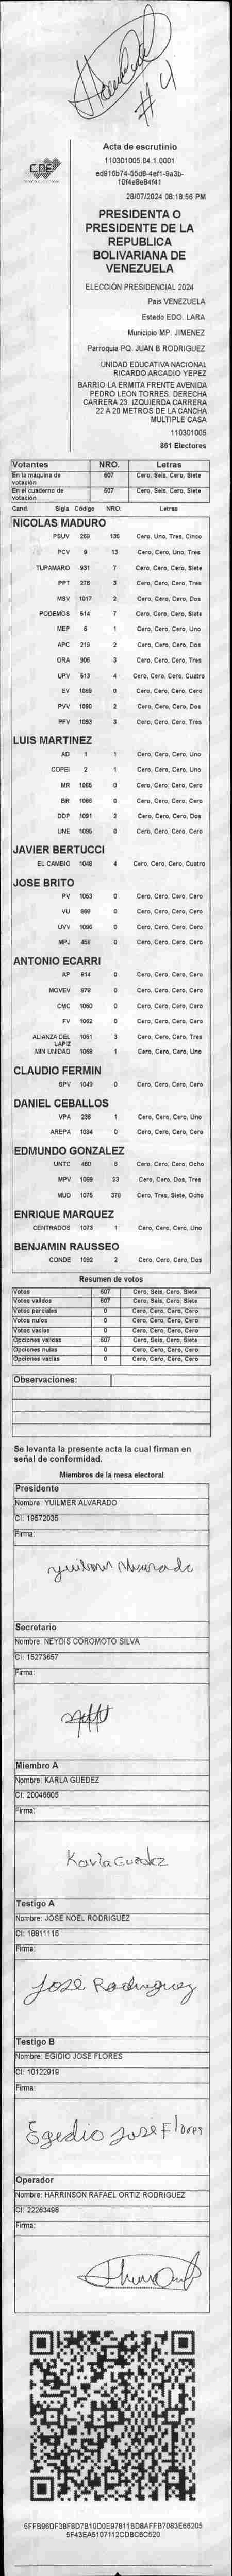 # 4
CNE
Acta de escrutinio
110301005.04.1.0001
ed916b74-55d8-4ef1-9a3b-
10f4e8e84f41
28/07/2024 08:18:56 PM
PRESIDENTA O
PRESIDENTE DE LA
REPUBLICA
BOLIVARIANA DE
VENEZUELA
ELECCIÓN PRESIDENCIAL 2024
País VENEZUELA
Estado EDO. LARA
Municipio MP. JIMENEZ
Parroquia PQ. JUAN B RODRIGUEZ
UNIDAD EDUCATIVA NACIONAL
RICARDO ARCADIO YEPEZ
BARRIO LA ERMITA FRENTE AVENIDA
PEDRO LEON TORRES. DERECHA
CARRERA 23. IZQUIERDA CARRERA
22 A 20 METROS DE LA CANCHA
MULTIPLE CASA
110301005
861 Electores
Votantes NRO. Letras
En la máquina de votación 607 Cero, Seis, Cero, Siete
En el cuaderno de votación 607 Cero, Seis, Cero, Siete
Cand. Sigla Código NRO. Letras
NICOLAS MADURO
PSUV 269 135 Cero, Uno, Tres, Cinco
PCV 9 13 Cero, Cero, Uno, Tres
TUPAMARO 931 7 Cero, Cero, Cero, Siete
PPT 276 3 Cero, Cero, Cero, Tres
MSV 1017 2 Cero, Cero, Cero, Dos
PODEMOS 514 7 Cero, Cero, Cero, Siete
MEP 6 1 Cero, Cero, Cero, Uno
APC 219 2 Cero, Cero, Cero, Dos
ORA 906 3 Cero, Cero, Cero, Tres
UPV 513 4 Cero, Cero, Cero, Cuatro
EV 1089 0 Cero, Cero, Cero, Cero
PVV 1090 2 Cero, Cero, Cero, Dos
PFV 1093 3 Cero, Cero, Cero, Tres
LUIS MARTINEZ
AD 1 1 Cero, Cero, Cero, Uno
COPEI 2 1 Cero, Cero, Cero, Uno
MR 1065 0 Cero, Cero, Cero, Cero
BR 1066 0 Cero, Cero, Cero, Cero
DDP 1091 2 Cero, Cero, Cero, Dos
UNE 1095 0 Cero, Cero, Cero, Cero
JAVIER BERTUCCI
EL CAMBIO 1048 4 Cero, Cero, Cero, Cuatro
JOSE BRITO
PV 1053 0 Cero, Cero, Cero, Cero
VU 868 0 Cero, Cero, Cero, Cero
UVV 1096 0 Cero, Cero, Cero, Cero
MPJ 458 0 Cero, Cero, Cero, Cero
ANTONIO ECARRI
AP 814 0 Cero, Cero, Cero, Cero
MOVEV 879 0 Cero, Cero, Cero, Cero
CMC 1050 0 Cero, Cero, Cero, Cero
FV 1062 0 Cero, Cero, Cero, Cero
ALIANZA DEL LAPIZ 1051 3 Cero, Cero, Cero, Tres
MIN UNIDAD 1069 1 Cero, Cero, Cero, Uno
CLAUDIO FERMIN
SPV 1049 0 Cero, Cero, Cero, Cero
DANIEL CEBALLOS
VPA 236 1 Cero, Cero, Cero, Uno
AREPA 1094 0 Cero, Cero, Cero, Cero
EDMUNDO GONZALEZ
UNTC 460 8 Cero, Cero, Cero, Ocho
MPV 1069 23 Cero, Cero, Dos, Tres
MUD 1075 378 Cero, Tres, Siete, Ocho
ENRIQUE MARQUEZ
CENTRADOS 1073 1 Cero, Cero, Cero, Uno
BENJAMIN RAUSSEO
CONDE 1092 2 Cero, Cero, Cero, Dos
Resumen de votos
Votos 607 Cero, Seis, Cero, Siete
Votos válidos 607 Cero, Seis, Cero, Siete
Votos parciales 0 Cero, Cero, Cero, Cero
Votos nulos 0 Cero, Cero, Cero, Cero
Votos vacíos 0 Cero, Cero, Cero, Cero
Opciones válidas 607 Cero, Seis, Cero, Siete
Opciones nulas 0 Cero, Cero, Cero, Cero
Opciones vacías 0 Cero, Cero, Cero, Cero
Observaciones:
Se levanta la presente acta la cual firman en
señal de conformidad.
Miembros de la mesa electoral
Presidente
Nombre: YUILMER ALVARADO
CI: 19572035
Firma:
yuilmer Alvarado
Secretario
Nombre: NEYDIS COROMOTO SILVA
CI: 15273657
Firma:
Miembro A
Nombre: KARLA GUEDEZ
CI: 20046605
Firma:
Karla Guedez
Testigo A
Nombre: JOSE NOEL RODRIGUEZ
CI: 18811116
Firma:
José Rodriguez
Testigo B
Nombre: EGIDIO JOSE FLORES
CI: 10122919
Firma:
Egedio Jose Flores
Operador
Nombre: HARRINSON RAFAEL ORTIZ RODRIGUEZ
CI: 22263498
Firma:
5FFB95DF38F8D7B10D0E97811BD8AFFB7083E66205
5F43EA5107112CD8C6C520